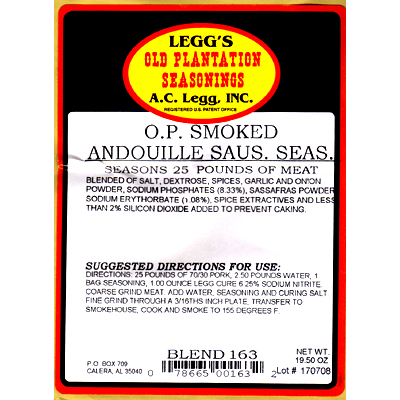 LEGG'S
OLD PLANTATION
SEASONINGS
A.C. Legg, INC.
REGISTERED U.S. PATENT OFFICE
O.P. SMOKED
ANDOUILLE SAUS. SEAS.
SEASONS 25 POUNDS OF MEAT
BLENDED OF SALT, DEXTROSE, SPICES, GARLIC AND ONION
POWDER, SODIUM PHOSPHATES (8.33%), SASSAFRAS POWDER
SODIUM ERYTHORBATE (1.08%), SPICE EXTRACTIVES AND LESS
THAN 2% SILICON DIOXIDE ADDED TO PREVENT CAKING.
SUGGESTED DIRECTIONS FOR USE:
DIRECTIONS: 25 POUNDS OF 70/30 PORK, 2.50 POUNDS WATER, 1
BAG SEASONING, 1.00 OUNCE LEGG CURE 6.25% SODIUM NITRITE.
COARSE GRIND MEAT. ADD WATER, SEASONING AND CURING SALT
FINE GRIND THROUGH A 3/16THS INCH PLATE, TRANSFER TO
SMOKEHOUSE, COOK AND SMOKE TO 155 DEGREES F.
BLEND 163
NET WT.
19.50 OZ
P.O. BOX 709
CALERA, AL 35040
0 78665 00163 2
Lot # 170708